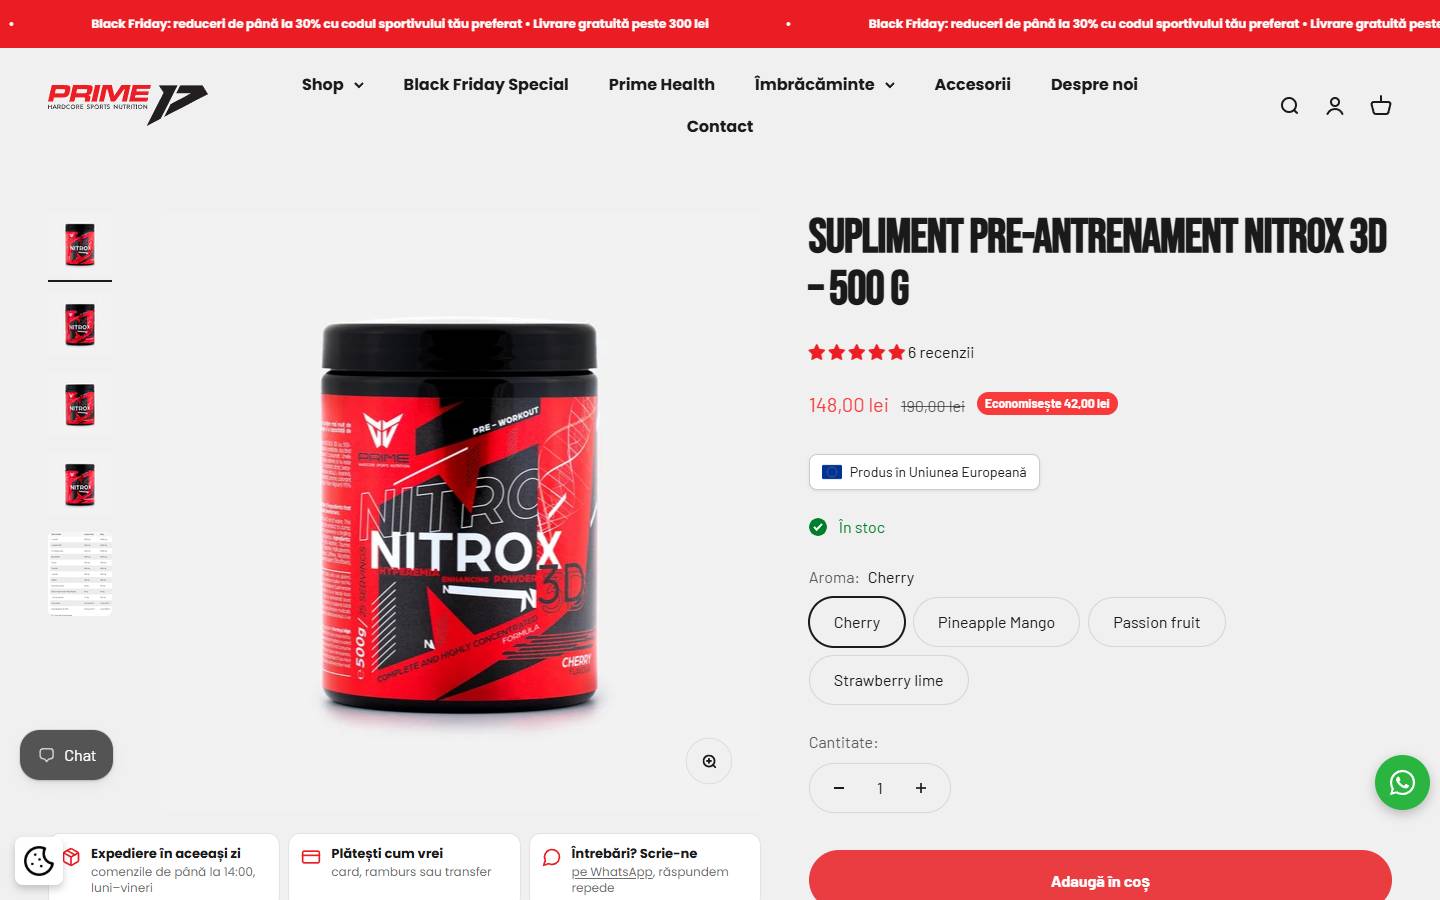 Black Friday: reduceri de până la 30% cu codul sportivului tău preferat • Livrare gratuită peste 300 lei • Black Friday: reduceri de până la 30% cu codul sportivului tău preferat • Livrare gratuită peste
PRIME
HARDCORE SPORTS NUTRITION
Shop
Black Friday Special
Prime Health
Îmbrăcăminte
Accesorii
Despre noi
Contact
SUPLIMENT PRE-ANTRENAMENT NITROX 3D
– 500 G
6 recenzii
148,00 lei 190,00 lei Economisește 42,00 lei
Produs în Uniunea Europeană
În stoc
Aroma: Cherry
Cherry
Pineapple Mango
Passion fruit
Strawberry lime
Cantitate:
1
Adaugă în coș
PRE - WORKOUT
PRIME
HARDCORE SPORTS NUTRITION
NITROX
3D
HYPEREMIA ENHANCING POWDER
COMPLETE AND HIGHLY CONCENTRATED
FORMULA
500g / 25 SERVINGS
CHERRY
Chat
Expediere în aceeași zi
comenzile de până la 14:00,
luni–vineri
Plătești cum vrei
card, ramburs sau transfer
Întrebări? Scrie-ne
pe WhatsApp, răspundem
repede